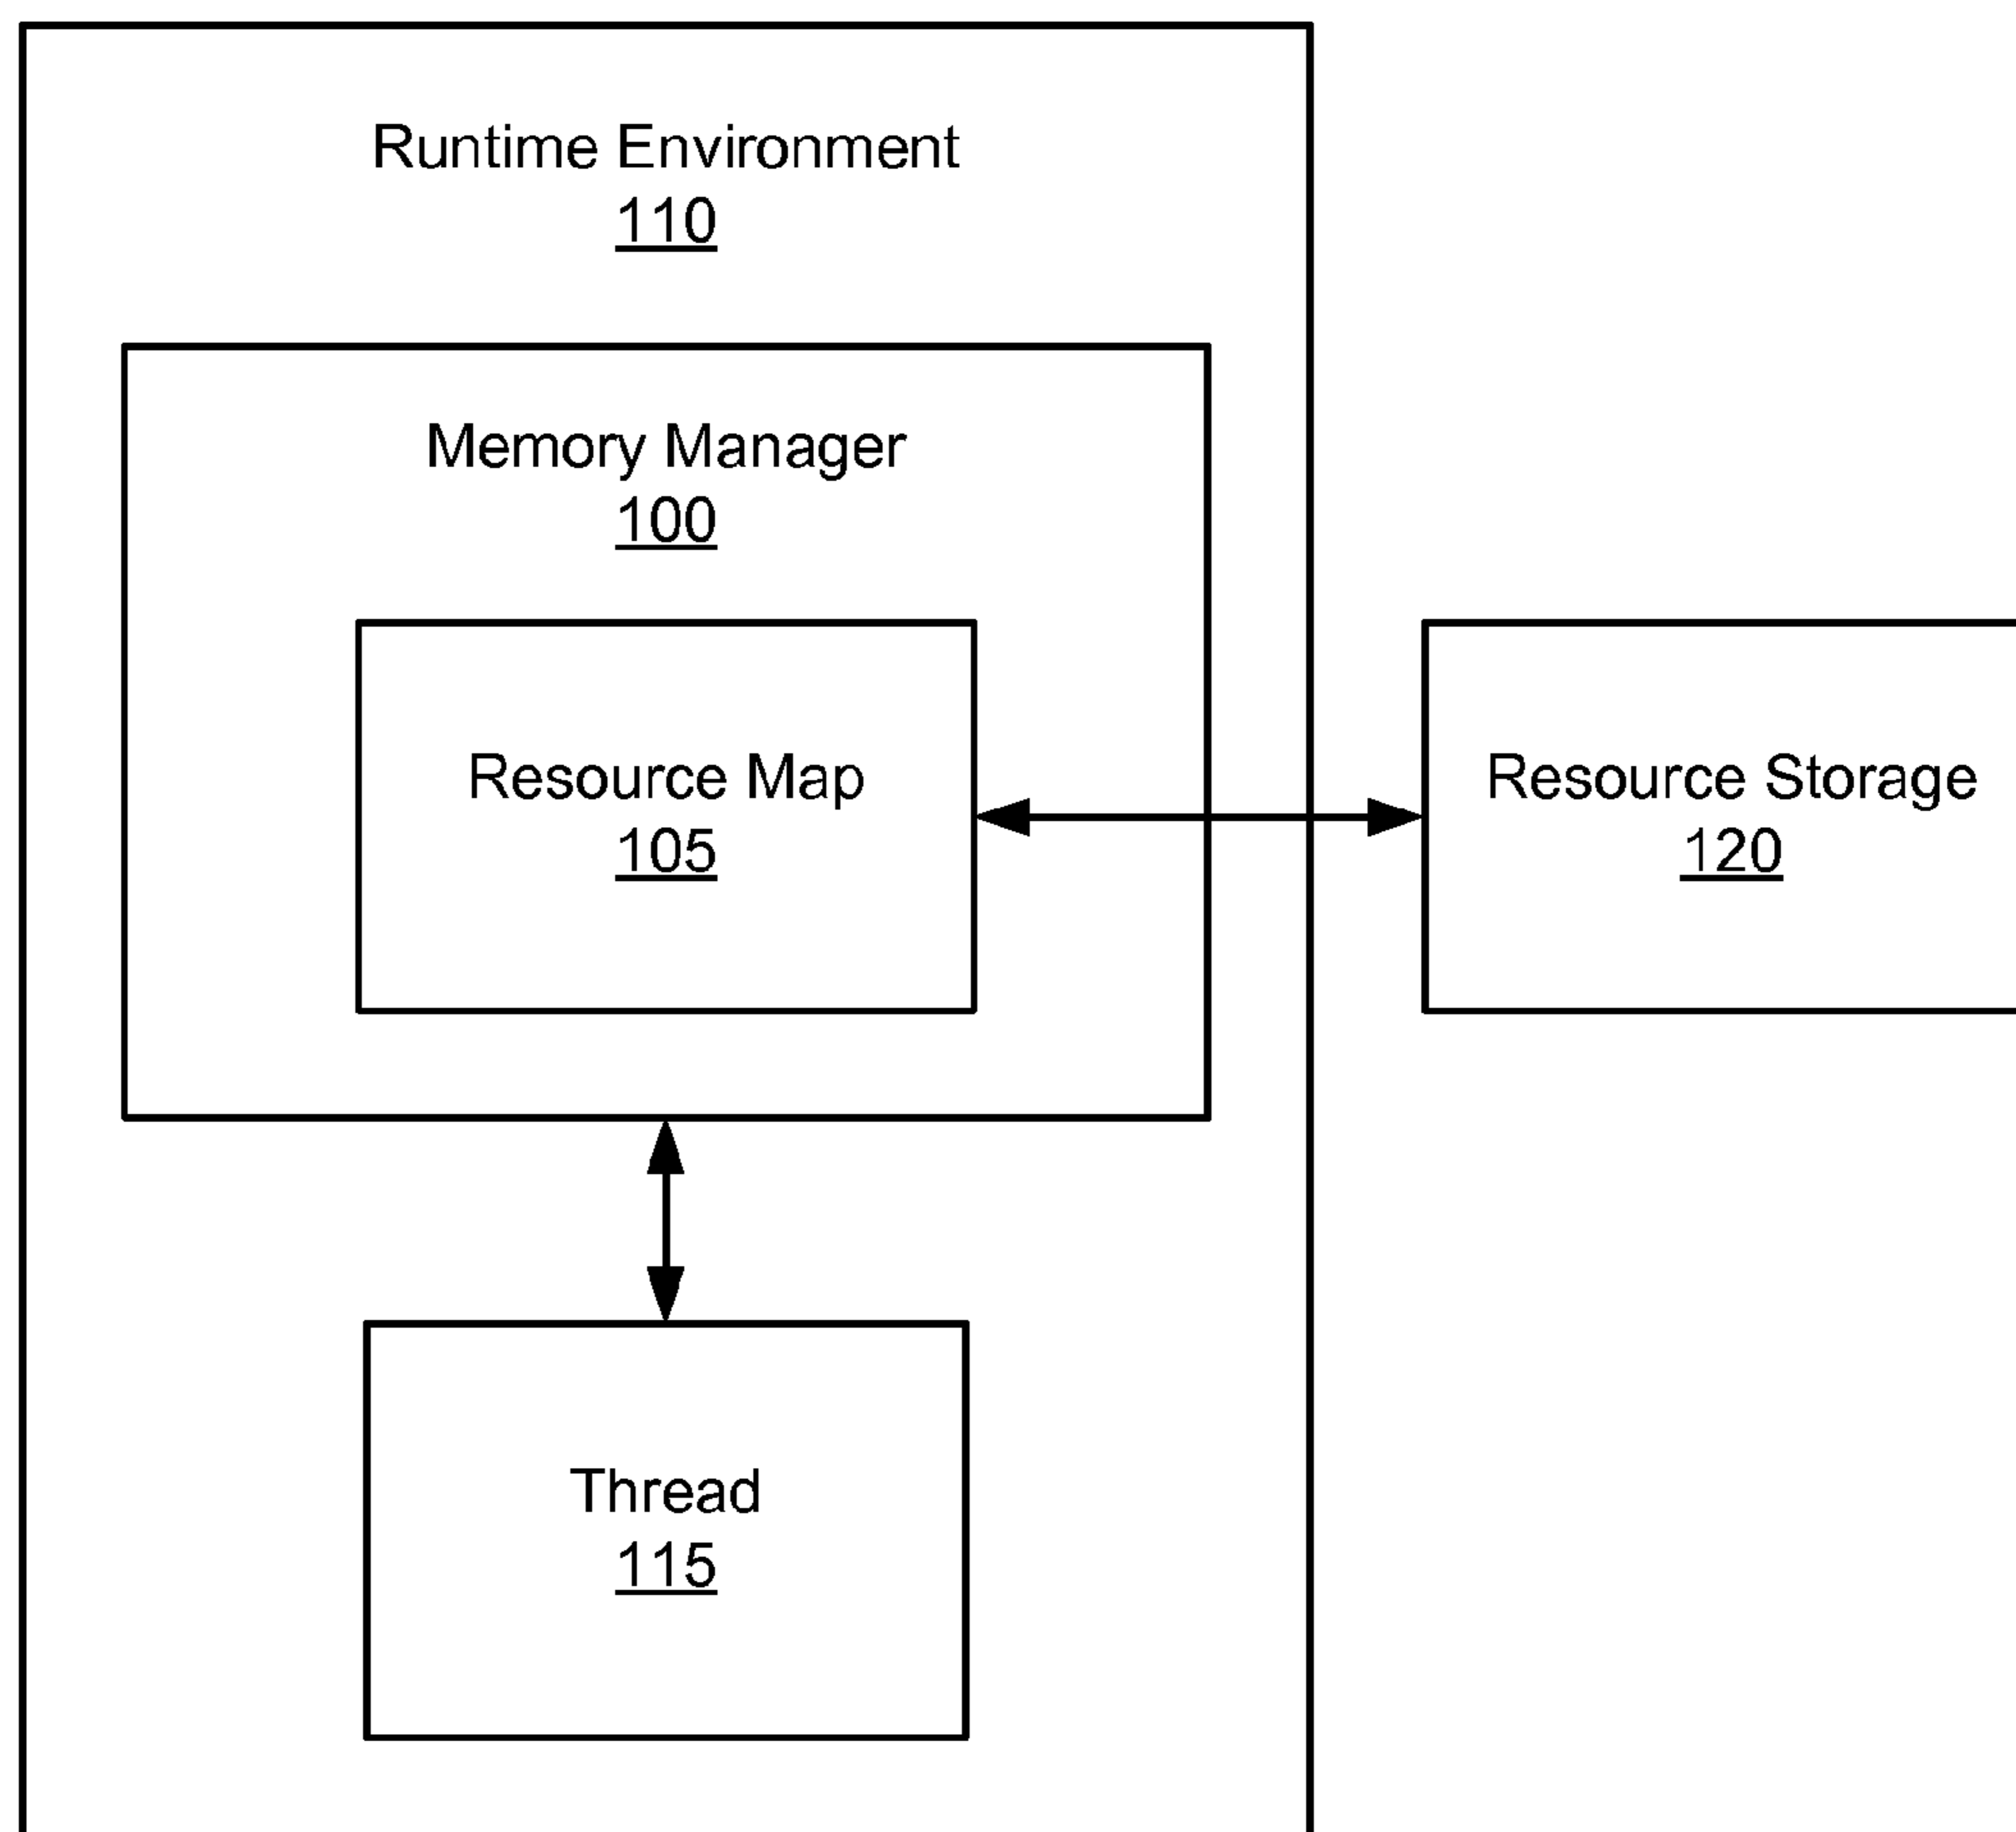 Runtime Environment
110
Memory Manager
100
Resource Map
105
Resource Storage
120
Thread
115